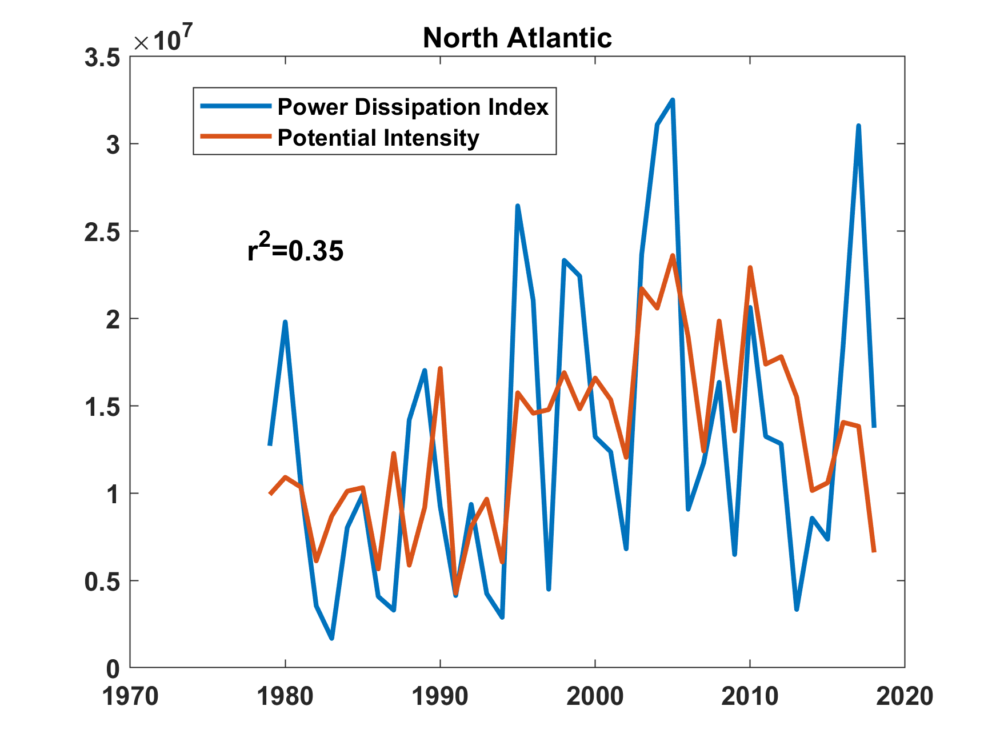 North Atlantic
×10^7
3.5
3
2.5
2
1.5
1
0.5
0
Power Dissipation Index
Potential Intensity
r^2=0.35
1970 1980 1990 2000 2010 2020